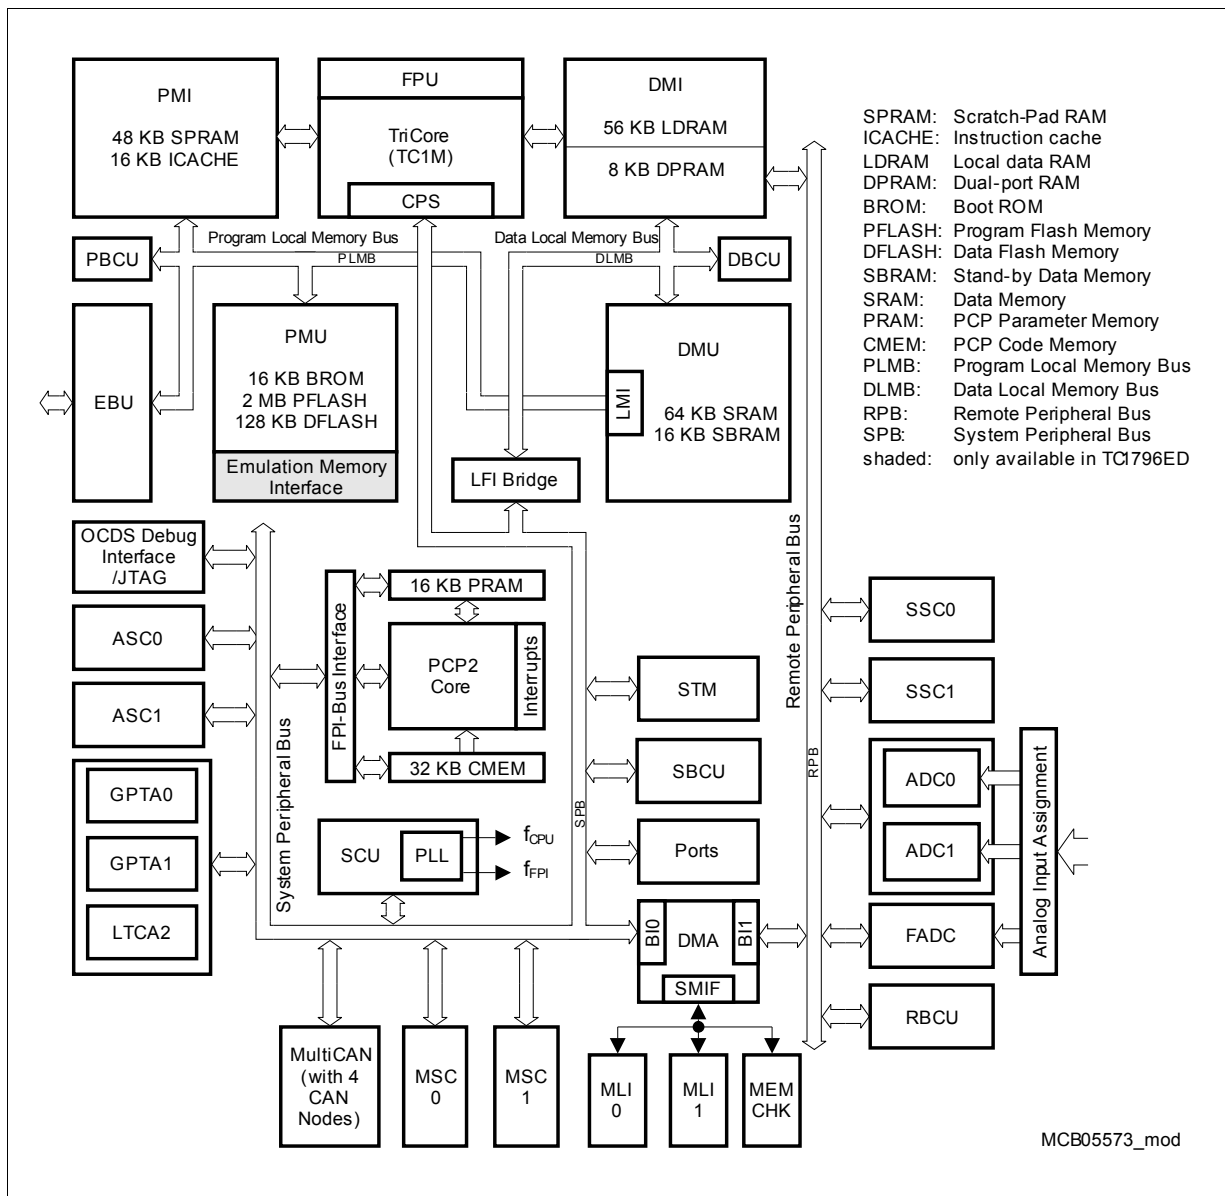 PMI
48 KB SPRAM
16 KB ICACHE
FPU
TriCore
(TC1M)
CPS
DMI
56 KB LDRAM
8 KB DPRAM
SPRAM: Scratch-Pad RAM
ICACHE: Instruction cache
LDRAM Local data RAM
DPRAM: Dual-port RAM
BROM: Boot ROM
PFLASH: Program Flash Memory
DFLASH: Data Flash Memory
SBRAM: Stand-by Data Memory
SRAM: Data Memory
PRAM: PCP Parameter Memory
CMEM: PCP Code Memory
PLMB: Program Local Memory Bus
DLMB: Data Local Memory Bus
RPB: Remote Peripheral Bus
SPB: System Peripheral Bus
shaded: only available in TC1796ED
PBCU
Program Local Memory Bus
PLMB
Data Local Memory Bus
DLMB
DBCU
EBU
PMU
16 KB BROM
2 MB PFLASH
128 KB DFLASH
Emulation Memory
Interface
DMU
LMI
64 KB SRAM
16 KB SBRAM
LFI Bridge
OCDS Debug
Interface
/JTAG
ASC0
ASC1
GPTA0
GPTA1
LTCA2
System Peripheral Bus
FPI-Bus Interface
16 KB PRAM
PCP2
Core
Interrupts
32 KB CMEM
SCU
PLL
fCPU
fFPI
SPB
STM
SBCU
Ports
BI0
DMA
BI1
SMIF
Remote Peripheral Bus
RPB
SSC0
SSC1
ADC0
ADC1
FADC
RBCU
Analog Input Assignment
MultiCAN
(with 4
CAN
Nodes)
MSC
0
MSC
1
MLI
0
MLI
1
MEM
CHK
MCB05573_mod